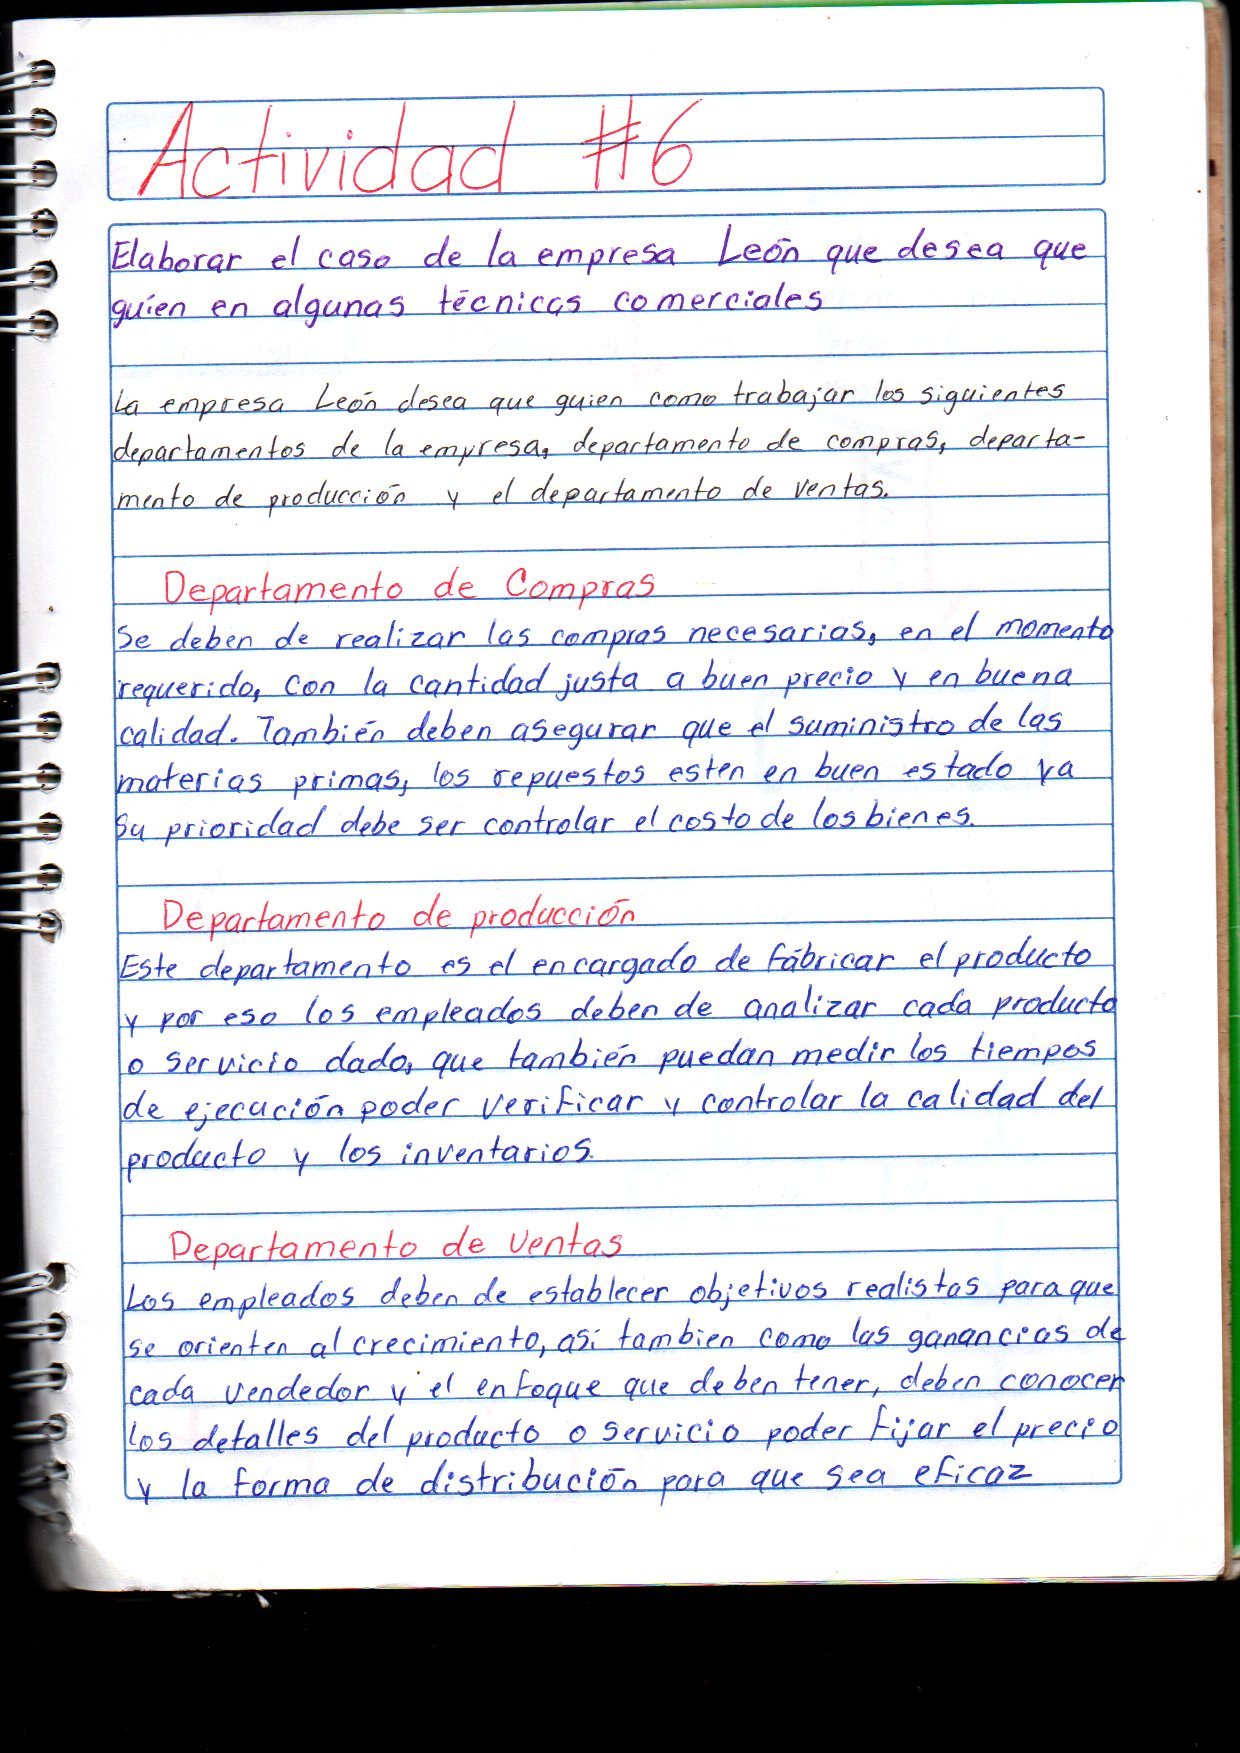 Actividad #6
Elaborar el caso de la empresa León que desea que
guíen en algunas técnicas comerciales
La empresa León desea que guien como trabajar los siguientes
departamentos de la empresa, departamento de compras, departa-
mento de producción y el departamento de ventas.
Departamento de Compras
Se deben de realizar las compras necesarias, en el momento
requerido, con la cantidad justa a buen precio y en buena
calidad. También deben asegurar que el suministro de las
materias primas, los repuestos esten en buen estado ya
su prioridad debe ser controlar el costo de los bienes.
Departamento de producción
Este departamento es el encargado de fábricar el producto
y por eso los empleados deben de analizar cada producto
o servicio dado, que también puedan medir los tiempos
de ejecución poder verificar y controlar la calidad del
producto y los inventarios.
Departamento de ventas
Los empleados deben de establecer objetivos realistas para que
se orienten al crecimiento, así tambien como las ganancias de
cada vendedor y el enfoque que deben tener, deben conocer
los detalles del producto o servicio poder fijar el precio
y la forma de distribución para que sea eficaz